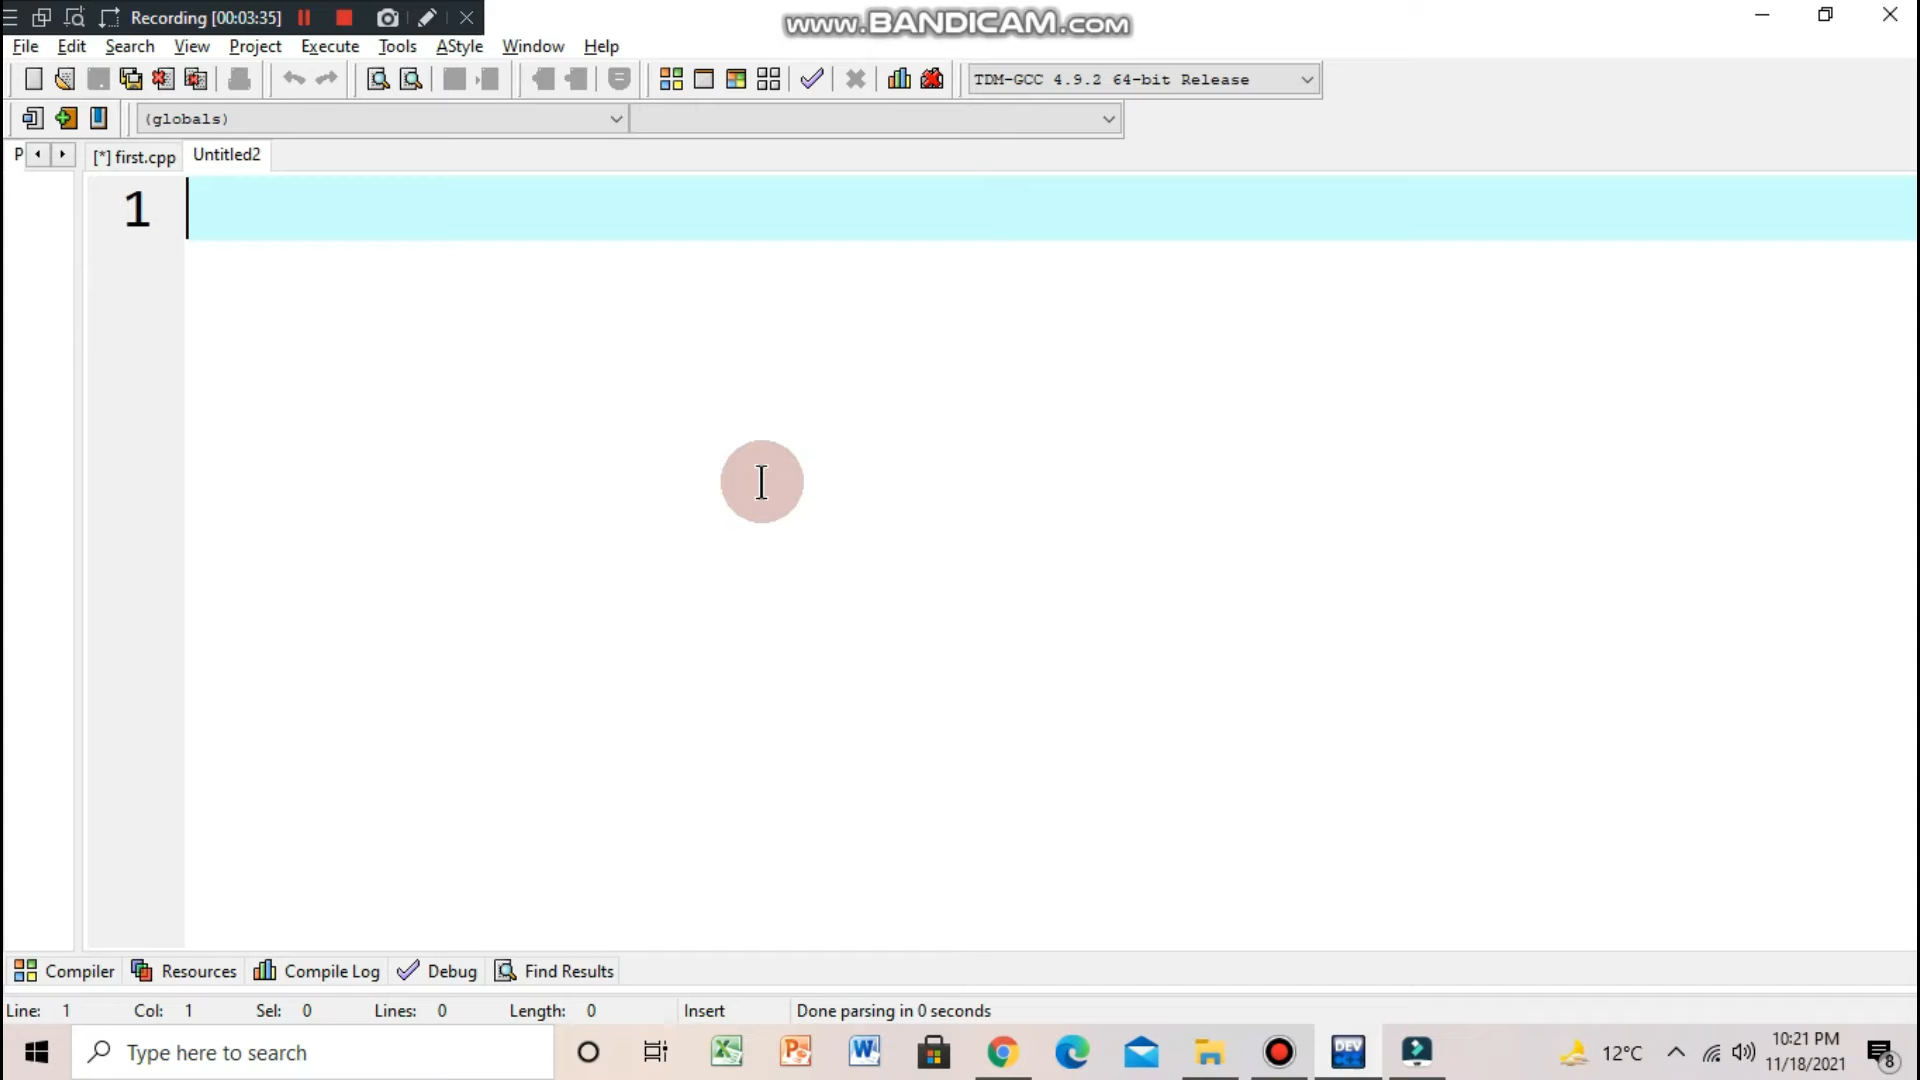 Recording [00:03:35]
www.BANDICAM.com
File Edit Search View Project Execute Tools AStyle Window Help
TDM-GCC 4.9.2 64-bit Release
(globals)
P [*] first.cpp Untitled2
1
Compiler Resources Compile Log Debug Find Results
Line: 1 Col: 1 Sel: 0 Lines: 0 Length: 0 Insert Done parsing in 0 seconds
Type here to search
DEV
12°C
10:21 PM
11/18/2021
8